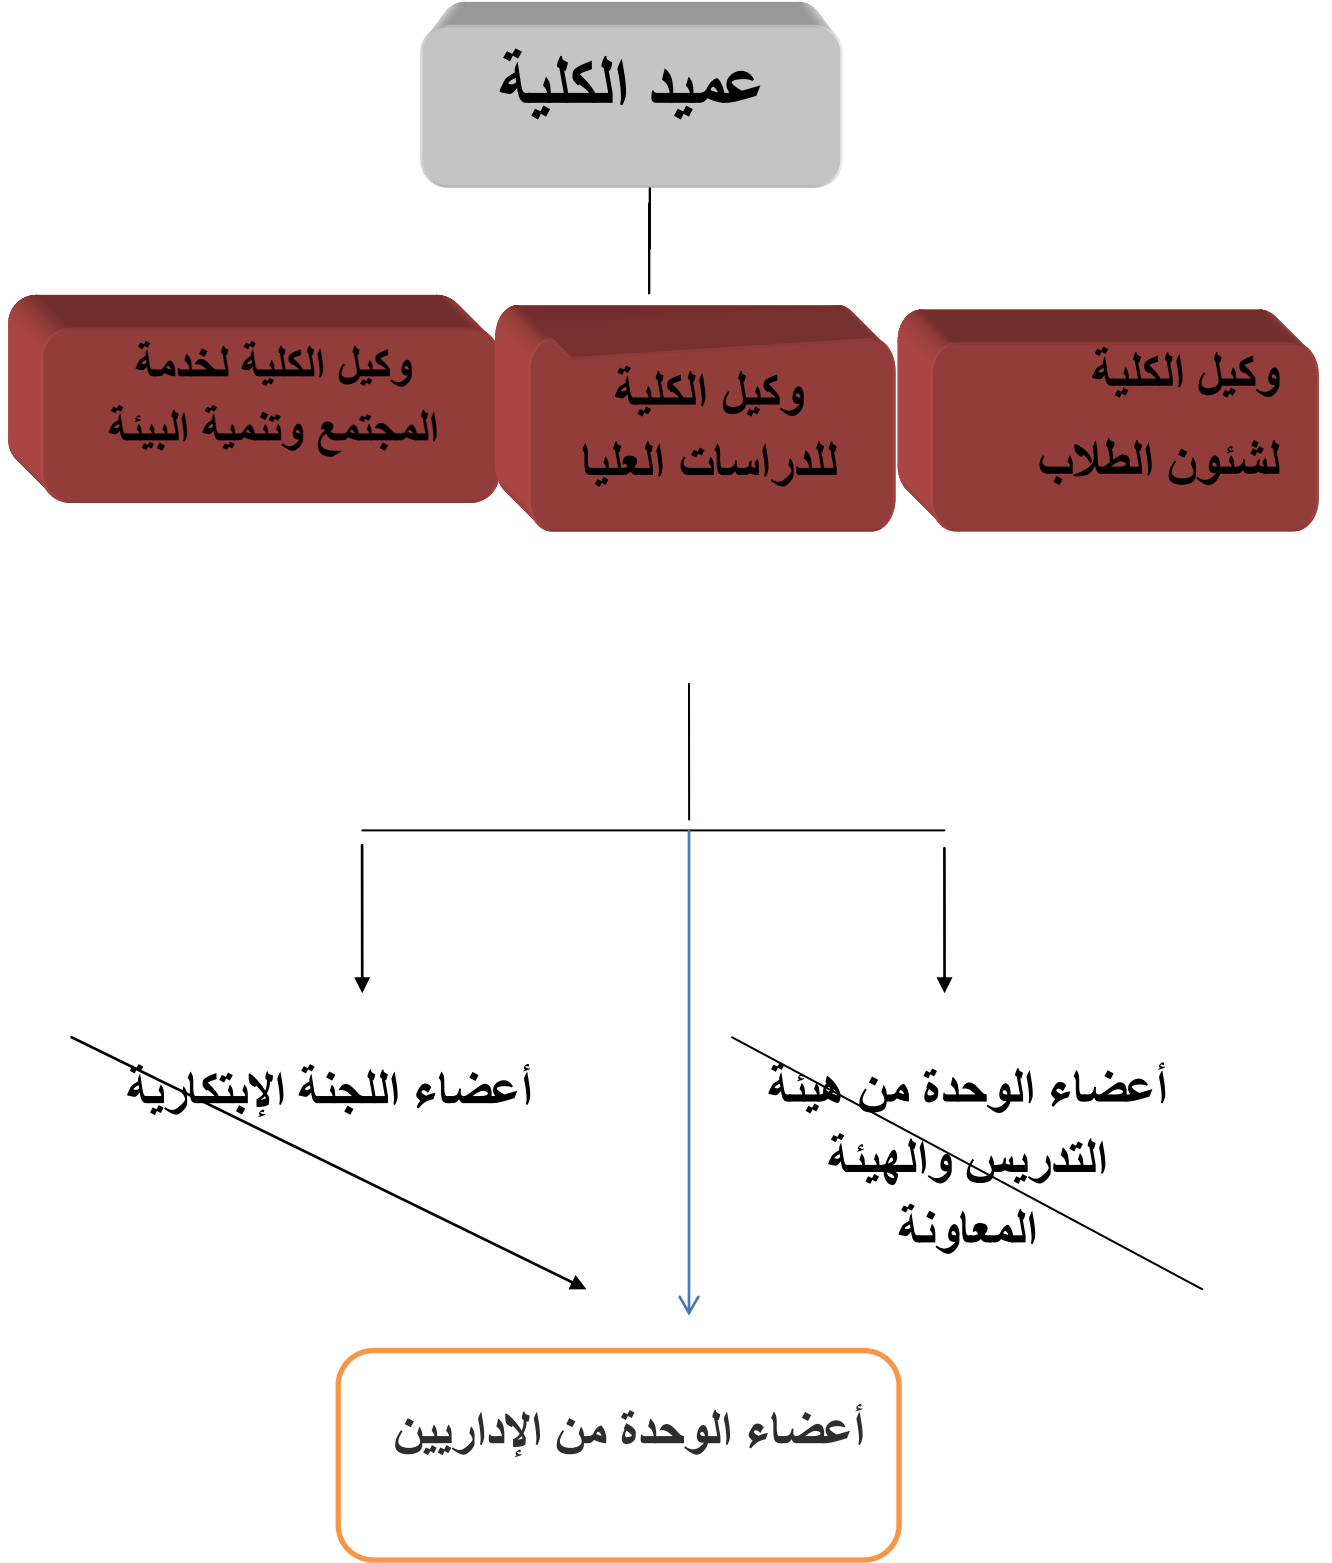 عميد الكلية
وكيل الكلية
لشئون الطلاب
وكيل الكلية
للدراسات العليا
وكيل الكلية لخدمة
المجتمع وتنمية البيئة
أعضاء الوحدة من هيئة
التدريس والهيئة
المعاونة
أعضاء اللجنة الإبتكارية
أعضاء الوحدة من الإداريين